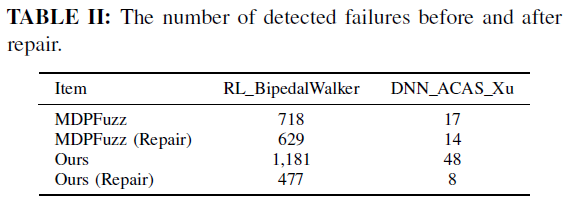 TABLE II: The number of detected failures before and after
repair.
Item RL_BipedalWalker DNN_ACAS_Xu
MDPFuzz 718 17
MDPFuzz (Repair) 629 14
Ours 1,181 48
Ours (Repair) 477 8